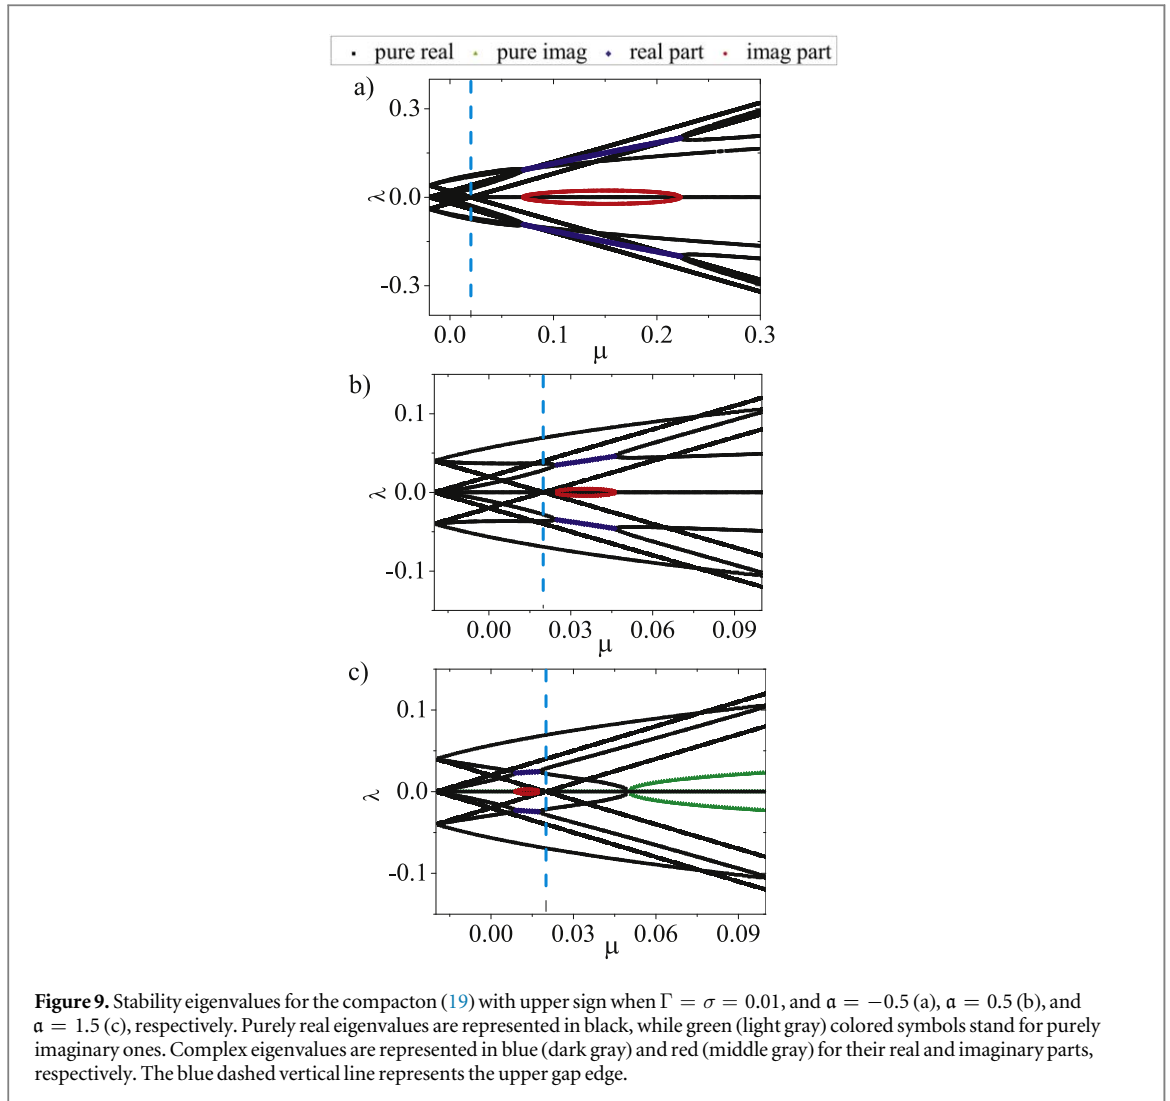 pure real pure imag real part imag part
a)
0.3
0.0
-0.3
λ
0.0 0.1 0.2 0.3
μ
b)
0.1
0.0
-0.1
λ
0.00 0.03 0.06 0.09
μ
c)
0.1
0.0
-0.1
λ
0.00 0.03 0.06 0.09
μ
Figure 9. Stability eigenvalues for the compacton (19) with upper sign when Γ = σ = 0.01, and 𝔞 = −0.5 (a), 𝔞 = 0.5 (b), and
𝔞 = 1.5 (c), respectively. Purely real eigenvalues are represented in black, while green (light gray) colored symbols stand for purely
imaginary ones. Complex eigenvalues are represented in blue (dark gray) and red (middle gray) for their real and imaginary parts,
respectively. The blue dashed vertical line represents the upper gap edge.